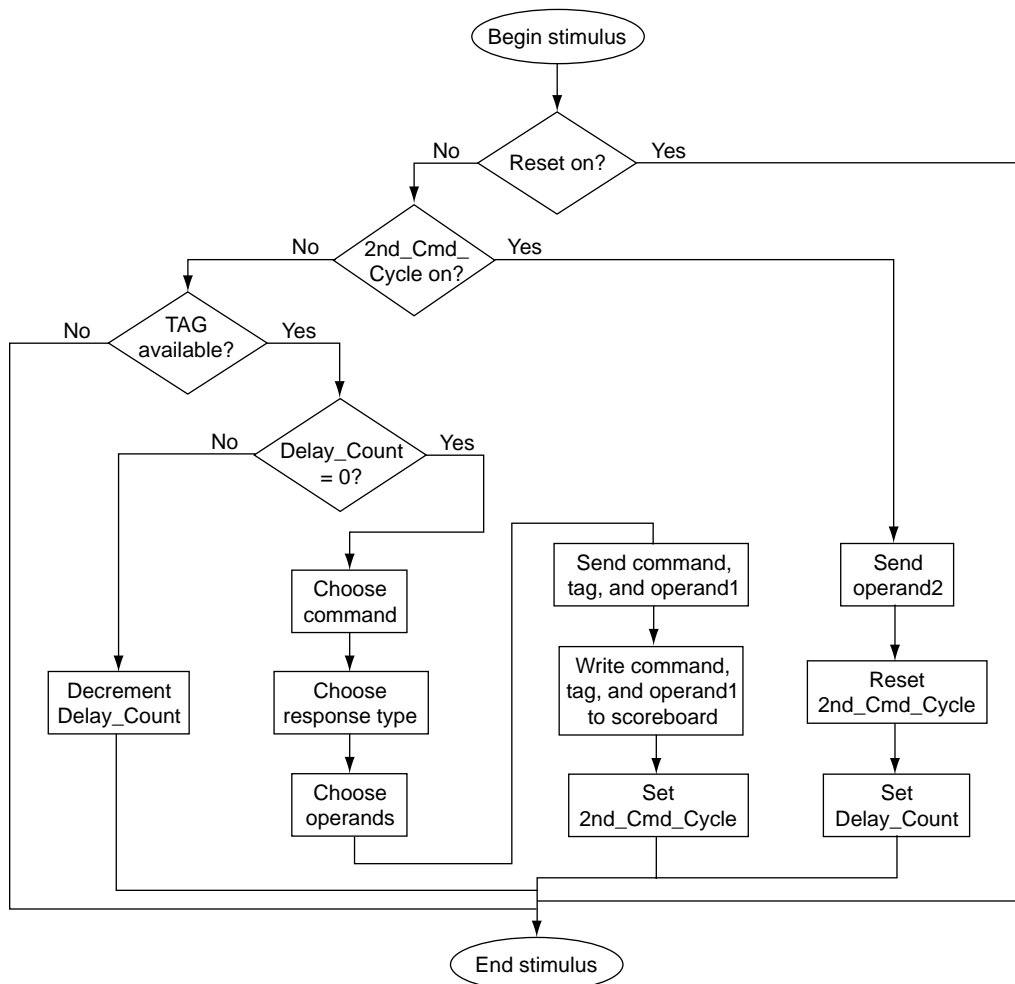 Begin stimulus
No
Reset on?
Yes
No
2nd_Cmd_
Cycle on?
Yes
No
TAG
available?
Yes
No
Delay_Count
= 0?
Yes
Choose
command
Send command,
tag, and operand1
Send
operand2
Decrement
Delay_Count
Choose
response type
Write command,
tag, and operand1
to scoreboard
Reset
2nd_Cmd_Cycle
Choose
operands
Set
2nd_Cmd_Cycle
Set
Delay_Count
End stimulus